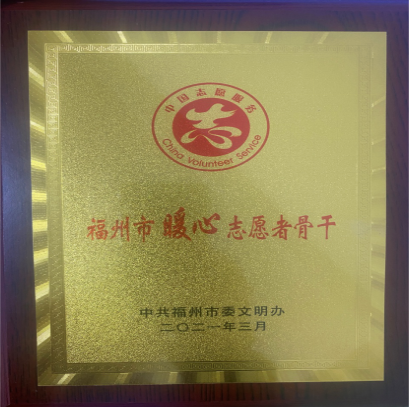 中国志愿服务
志
China Volunteer Service
福州市暖心志愿者骨干
中共福州市委文明办
二〇二一年三月